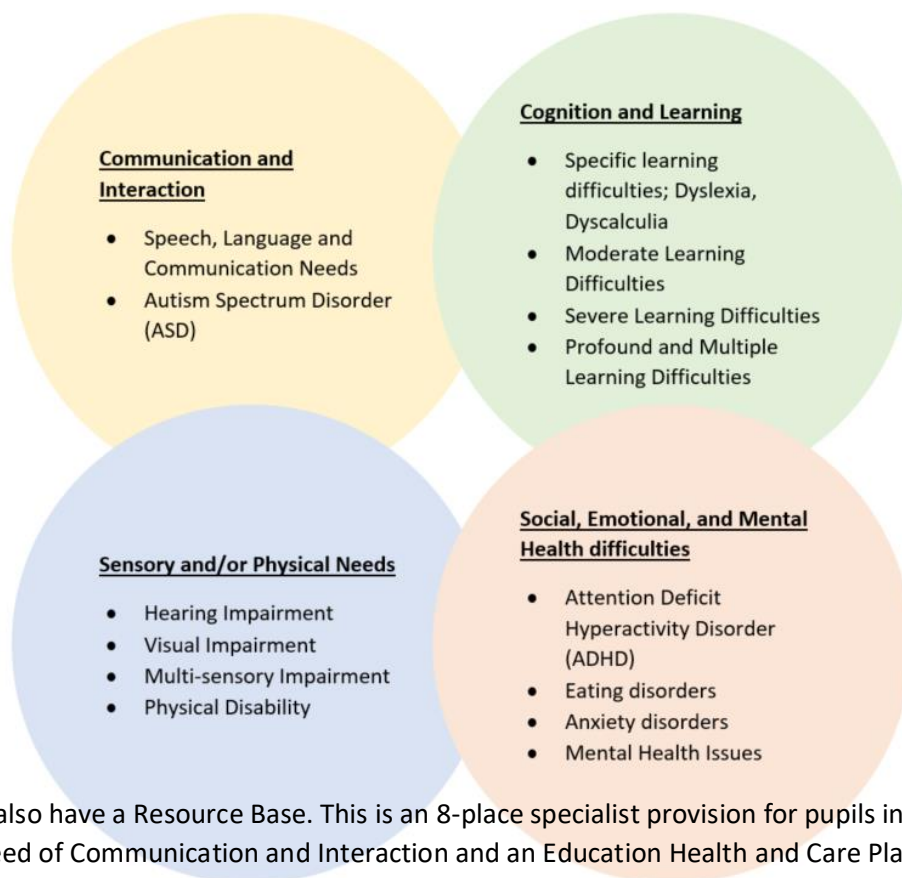 Communication and
Interaction
● Speech, Language and
Communication Needs
● Autism Spectrum Disorder
(ASD)
Cognition and Learning
● Specific learning
difficulties; Dyslexia,
Dyscalculia
● Moderate Learning
Difficulties
● Severe Learning Difficulties
● Profound and Multiple
Learning Difficulties
Sensory and/or Physical Needs
● Hearing Impairment
● Visual Impairment
● Multi-sensory Impairment
● Physical Disability
Social, Emotional, and Mental
Health difficulties
● Attention Deficit
Hyperactivity Disorder
(ADHD)
● Eating disorders
● Anxiety disorders
● Mental Health Issues
also have a Resource Base. This is an 8-place specialist provision for pupils in
eed of Communication and Interaction and an Education Health and Care Pla